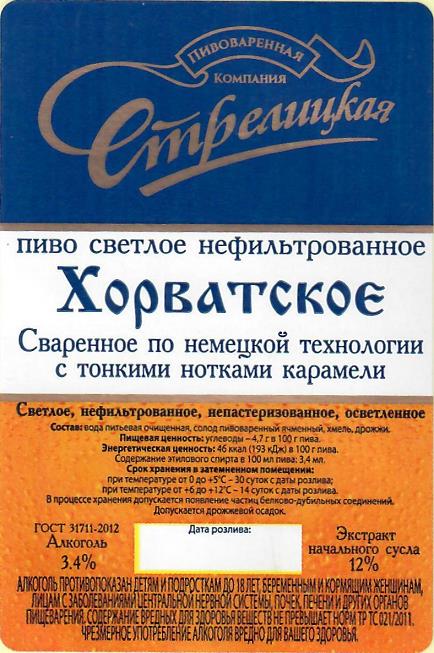 Пивоваренная
Компания
Стрелицкая
пиво светлое нефильтрованное
Хорватское
Сваренное по немецкой технологии
с тонкими нотками карамели
Светлое, нефильтрованное, непастеризованное, осветленное
Состав: вода питьевая очищенная, солод пивоваренный ячменный, хмель, дрожжи.
Пищевая ценность: углеводы – 4,7 г в 100 г пива.
Энергетическая ценность: 46 ккал (193 кДж) в 100 г пива.
Содержание этилового спирта в 100 мл пива: 3,4 мл.
Срок хранения в затемненном помещении:
при температуре от 0 до +5°С – 30 суток с даты розлива;
при температуре от +6 до +12°С – 14 суток с даты розлива.
В процессе хранения допускается появление частиц белково-дубильных соединений.
Допускается дрожжевой осадок.
ГОСТ 31711-2012
Алкоголь
3.4%
Дата розлива:
Экстракт
начального сусла
12%
АЛКОГОЛЬ ПРОТИВОПОКАЗАН ДЕТЯМ И ПОДРОСТКАМ ДО 18 ЛЕТ, БЕРЕМЕННЫМ И КОРМЯЩИМ ЖЕНЩИНАМ,
ЛИЦАМ С ЗАБОЛЕВАНИЯМИ ЦЕНТРАЛЬНОЙ НЕРВНОЙ СИСТЕМЫ, ПОЧЕК, ПЕЧЕНИ И ДРУГИХ ОРГАНОВ
ПИЩЕВАРЕНИЯ. СОДЕРЖАНИЕ ВРЕДНЫХ ДЛЯ ЗДОРОВЬЯ ВЕЩЕСТВ НЕ ПРЕВЫШАЕТ НОРМ ТР ТС 021/2011.
ЧРЕЗМЕРНОЕ УПОТРЕБЛЕНИЕ АЛКОГОЛЯ ВРЕДНО ДЛЯ ВАШЕГО ЗДОРОВЬЯ.